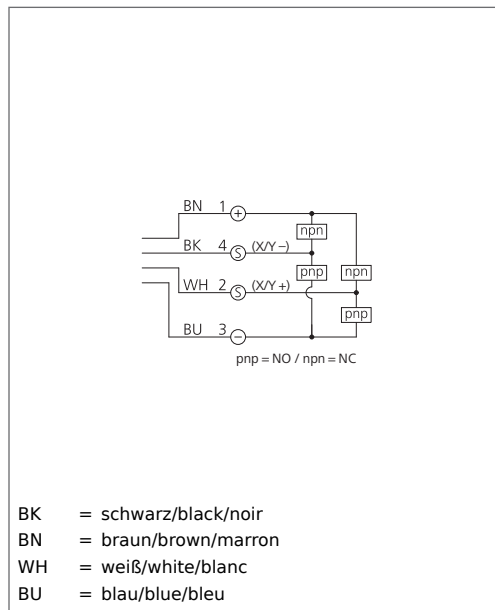 BN 1 +
npn
BK 4 S (X/Y –)
pnp npn
WH 2 S (X/Y +)
pnp
BU 3 –
pnp = NO / npn = NC
BK = schwarz/black/noir
BN = braun/brown/marron
WH = weiß/white/blanc
BU = blau/blue/bleu